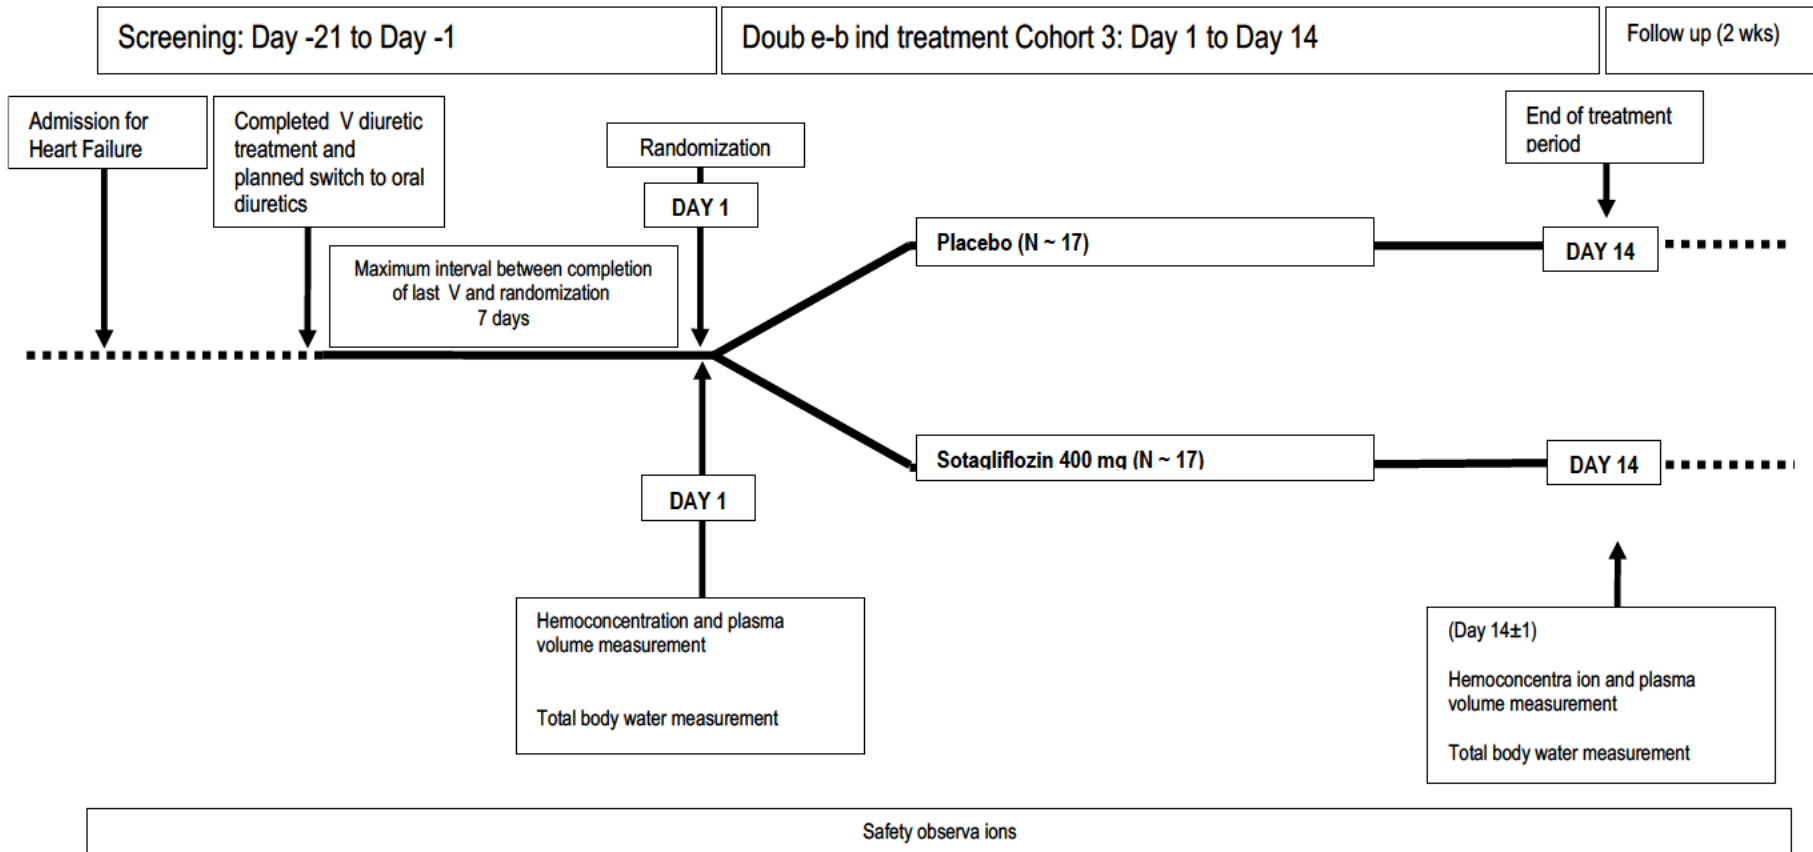 Screening: Day -21 to Day -1
Doub e-b ind treatment Cohort 3: Day 1 to Day 14
Follow up (2 wks)
Admission for
Heart Failure
Completed V diuretic
treatment and
planned switch to oral
diuretics
Randomization
DAY 1
End of treatment
period
Maximum interval between completion
of last V and randomization
7 days
Placebo (N ~ 17)
DAY 14
Sotagliflozin 400 mg (N ~ 17)
DAY 14
DAY 1
Hemoconcentration and plasma
volume measurement
Total body water measurement
(Day 14±1)
Hemoconcentra ion and plasma
volume measurement
Total body water measurement
Safety observa ions